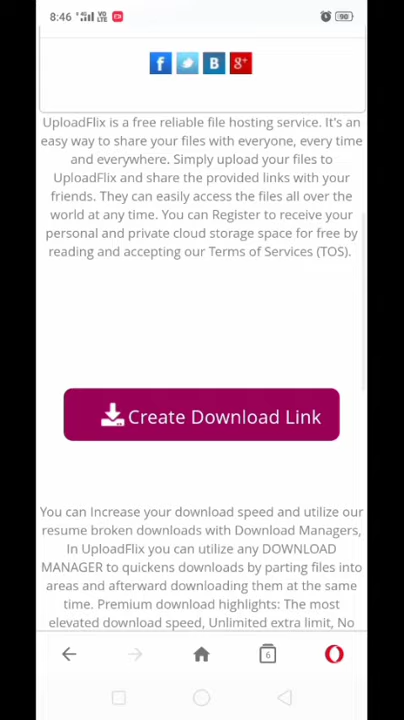 8:46
90
f
B
g+
UploadFlix is a free reliable file hosting service. It's an
easy way to share your files with everyone, every time
and everywhere. Simply upload your files to
UploadFlix and share the provided links with your
friends. They can easily access the files all over the
world at any time. You can Register to receive your
personal and private cloud storage space for free by
reading and accepting our Terms of Services (TOS).
Create Download Link
You can Increase your download speed and utilize our
resume broken downloads with Download Managers,
In UploadFlix you can utilize any DOWNLOAD
MANAGER to quickens downloads by parting files into
areas and afterward downloading them at the same
time. Premium download highlights: The most
elevated download speed, Unlimited extra limit, No
6